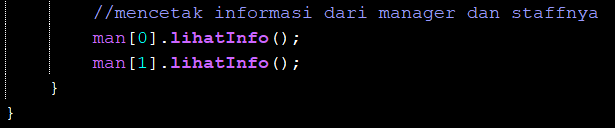 //mencetak informasi dari manager dan staffnya
man[0].lihatInfo();
man[1].lihatInfo();
}
}